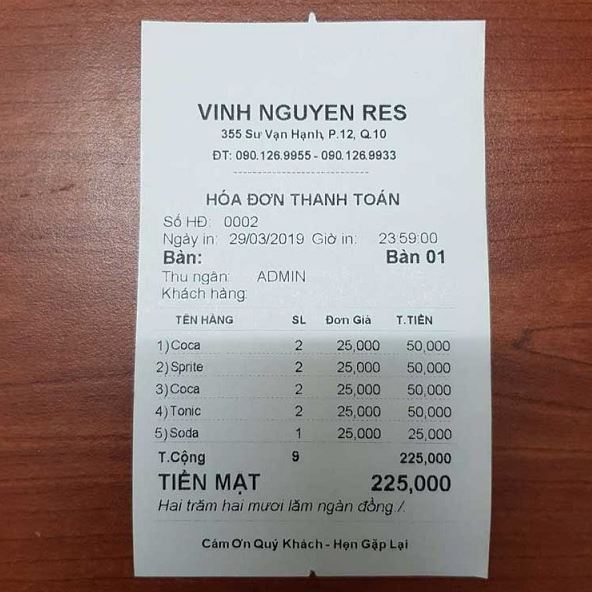 VINH NGUYEN RES
355 Sư Vạn Hạnh, P.12, Q.10
ĐT: 090.126.9955 - 090.126.9933
HÓA ĐƠN THANH TOÁN
Số HĐ: 0002
Ngày in: 29/03/2019 Giờ in: 23:59:00
Bàn: Bàn 01
Thu ngân: ADMIN
Khách hàng:
TÊN HÀNG SL Đơn Giá T.TIỀN
1) Coca 2 25,000 50,000
2) Sprite 2 25,000 50,000
3) Coca 2 25,000 50,000
4) Tonic 2 25,000 50,000
5) Soda 1 25,000 25,000
T.Cộng 9 225,000
TIỀN MẶT 225,000
Hai trăm hai mươi lăm ngàn đồng./.
Cám Ơn Quý Khách - Hẹn Gặp Lại